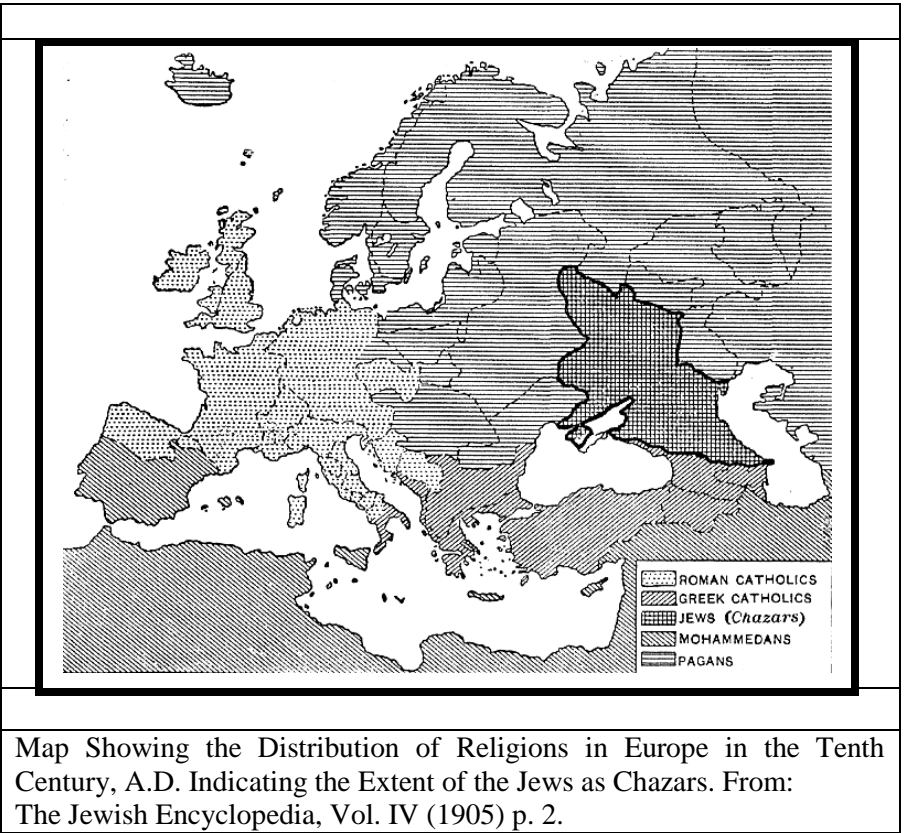 ROMAN CATHOLICS
GREEK CATHOLICS
JEWS (Chazars)
MOHAMMEDANS
PAGANS
Map Showing the Distribution of Religions in Europe in the Tenth
Century, A.D. Indicating the Extent of the Jews as Chazars. From:
The Jewish Encyclopedia, Vol. IV (1905) p. 2.